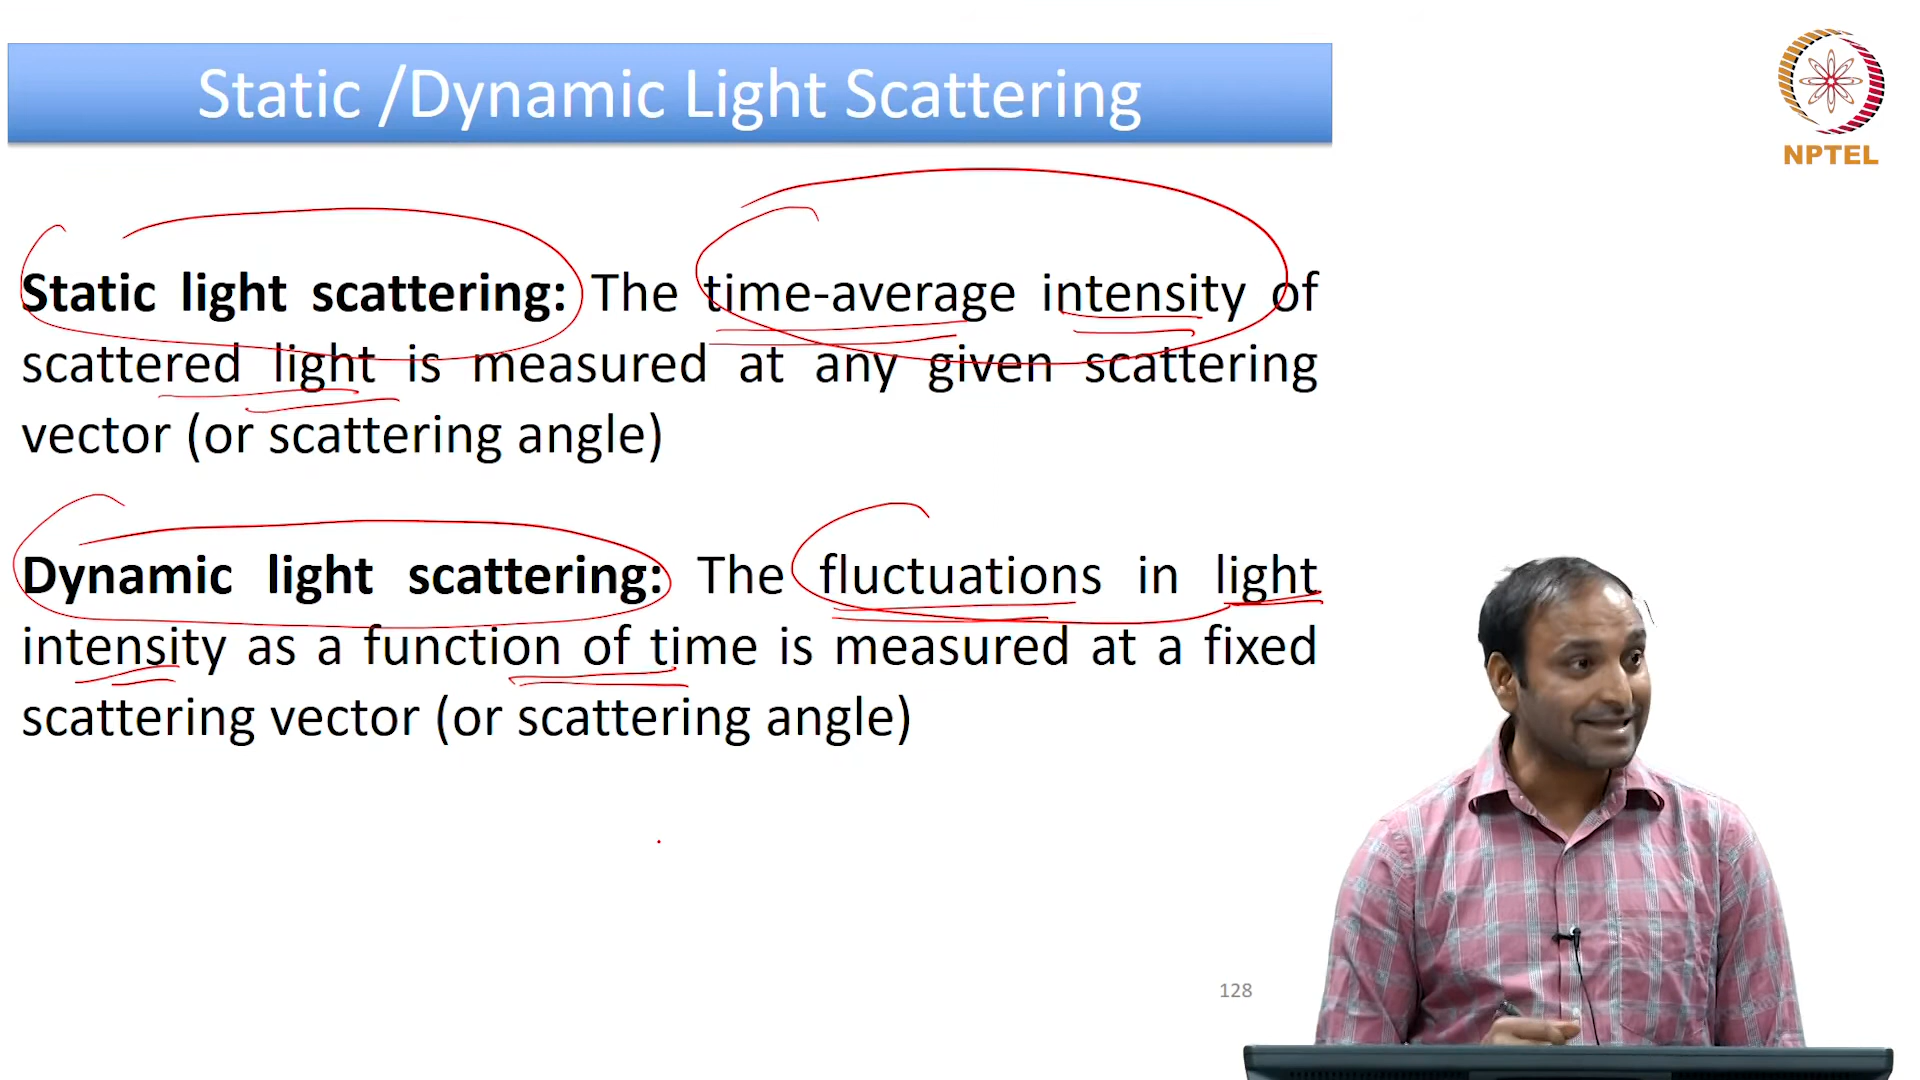 Static /Dynamic Light Scattering
NPTEL
Static light scattering: The time-average intensity of
scattered light is measured at any given scattering
vector (or scattering angle)
Dynamic light scattering: The fluctuations in light
intensity as a function of time is measured at a fixed
scattering vector (or scattering angle)
128